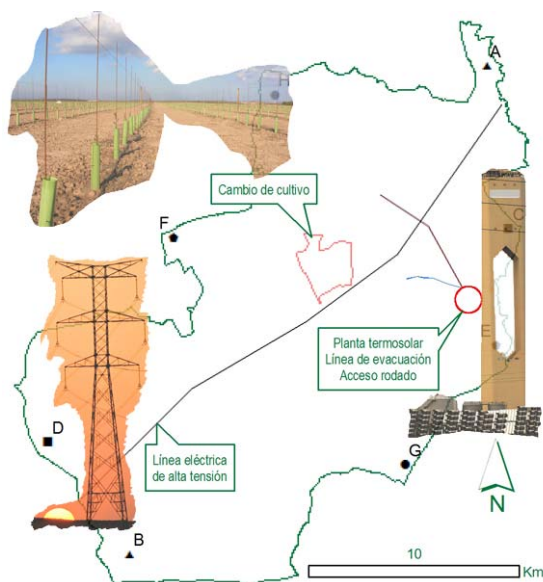 A
H
Cambio de cultivo
C
F
Planta termosolar
Línea de evacuación
Acceso rodado
E
D
Línea eléctrica
de alta tensión
G
N
B
10
Km